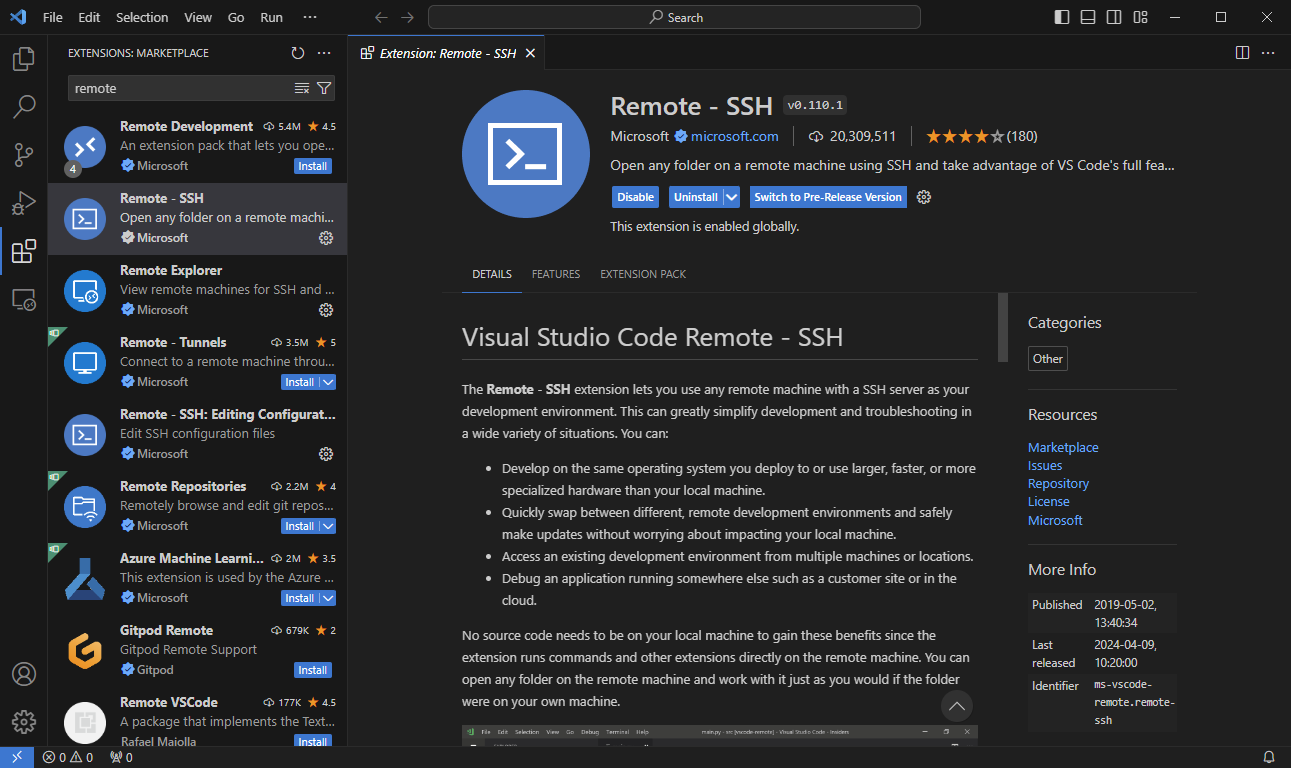 File Edit Selection View Go Run ···
Search
EXTENSIONS: MARKETPLACE
remote
Remote Development 5.4M 4.5
An extension pack that lets you ope...
Microsoft Install
4
Remote - SSH
Open any folder on a remote machi...
Microsoft
Remote Explorer
View remote machines for SSH and ...
Microsoft
Remote - Tunnels 3.5M 5
Connect to a remote machine throu...
Microsoft Install
Remote - SSH: Editing Configurat...
Edit SSH configuration files
Microsoft
Remote Repositories 2.2M 4
Remotely browse and edit git repos...
Microsoft Install
Azure Machine Learni... 2M 3.5
This extension is used by the Azure ...
Microsoft Install
Gitpod Remote 679K 2
Gitpod Remote Support
Gitpod Install
Remote VSCode 177K 4.5
A package that implements the Text...
Rafael Maiolla Install
Extension: Remote - SSH
Remote - SSH v0.110.1
Microsoft microsoft.com 20,309,511 (180)
Open any folder on a remote machine using SSH and take advantage of VS Code's full fea...
Disable Uninstall Switch to Pre-Release Version
This extension is enabled globally.
DETAILS FEATURES EXTENSION PACK
Visual Studio Code Remote - SSH
The Remote - SSH extension lets you use any remote machine with a SSH server as your
development environment. This can greatly simplify development and troubleshooting in
a wide variety of situations. You can:
• Develop on the same operating system you deploy to or use larger, faster, or more
specialized hardware than your local machine.
• Quickly swap between different, remote development environments and safely
make updates without worrying about impacting your local machine.
• Access an existing development environment from multiple machines or locations.
• Debug an application running somewhere else such as a customer site or in the
cloud.
No source code needs to be on your local machine to gain these benefits since the
extension runs commands and other extensions directly on the remote machine. You can
open any folder on the remote machine and work with it just as you would if the folder
were on your own machine.
File Edit Selection View Go Debug Terminal Help main.py - src [vscode-remote] - Visual Studio Code - Insiders
Categories
Other
Resources
Marketplace
Issues
Repository
License
Microsoft
More Info
Published 2019-05-02,
13:40:34
Last 2024-04-09,
released 10:20:00
Identifier ms-vscode-
remote.remote-
ssh
0 0 0